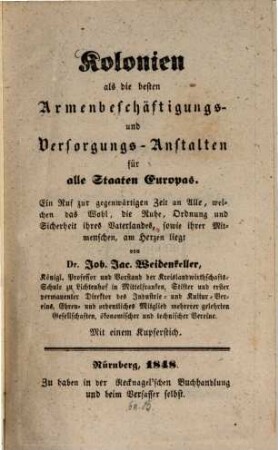 Kolonien
als die besten
Armenbeschäftigungs-
und
Versorgungs-Anstalten
für
alle Staaten Europas.
Ein Ruf zur gegenwärtigen Zeit an Alle, wel-
chen das Wohl, die Ruhe, Ordnung und
Sicherheit ihres Vaterlandes, sowie ihrer Mit-
menschen, am Herzen liegt
von
Dr. Joh. Jac. Weidenkeller,
Königl. Professor und Vorstand der Kreislandwirthschafts-
Schule zu Lichtenhof in Mittelfranken, Stifter und erster
permanenter Direktor des Industrie- und Kultur-Ver-
eins, Ehren- und ordentliches Mitglied mehrerer gelehrten
Gesellschaften, ökonomischer und technischer Vereine.
Mit einem Kupferstich.
Nürnberg, 1848.
Zu haben in der Recknagel'schen Buchhandlung
und beim Verfasser selbst.